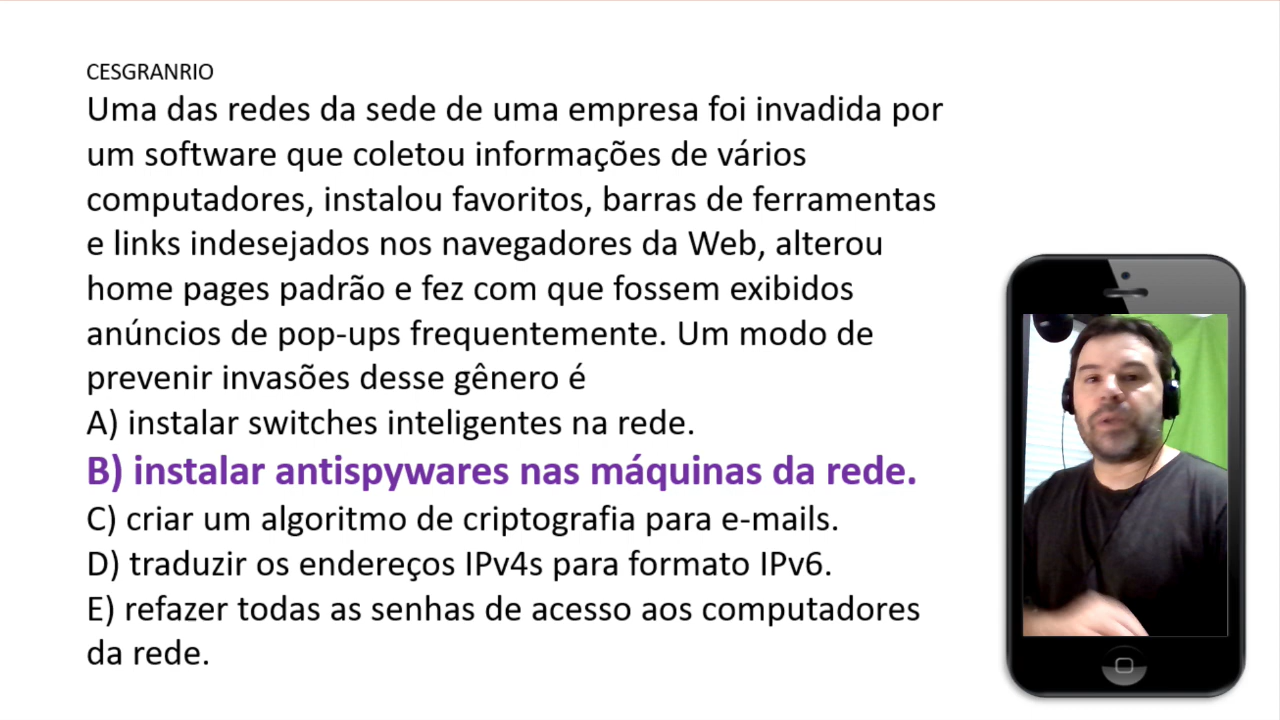 CESGRANRIO
Uma das redes da sede de uma empresa foi invadida por
um software que coletou informações de vários
computadores, instalou favoritos, barras de ferramentas
e links indesejados nos navegadores da Web, alterou
home pages padrão e fez com que fossem exibidos
anúncios de pop-ups frequentemente. Um modo de
prevenir invasões desse gênero é
A) instalar switches inteligentes na rede.
B) instalar antispywares nas máquinas da rede.
C) criar um algoritmo de criptografia para e-mails.
D) traduzir os endereços IPv4s para formato IPv6.
E) refazer todas as senhas de acesso aos computadores
da rede.